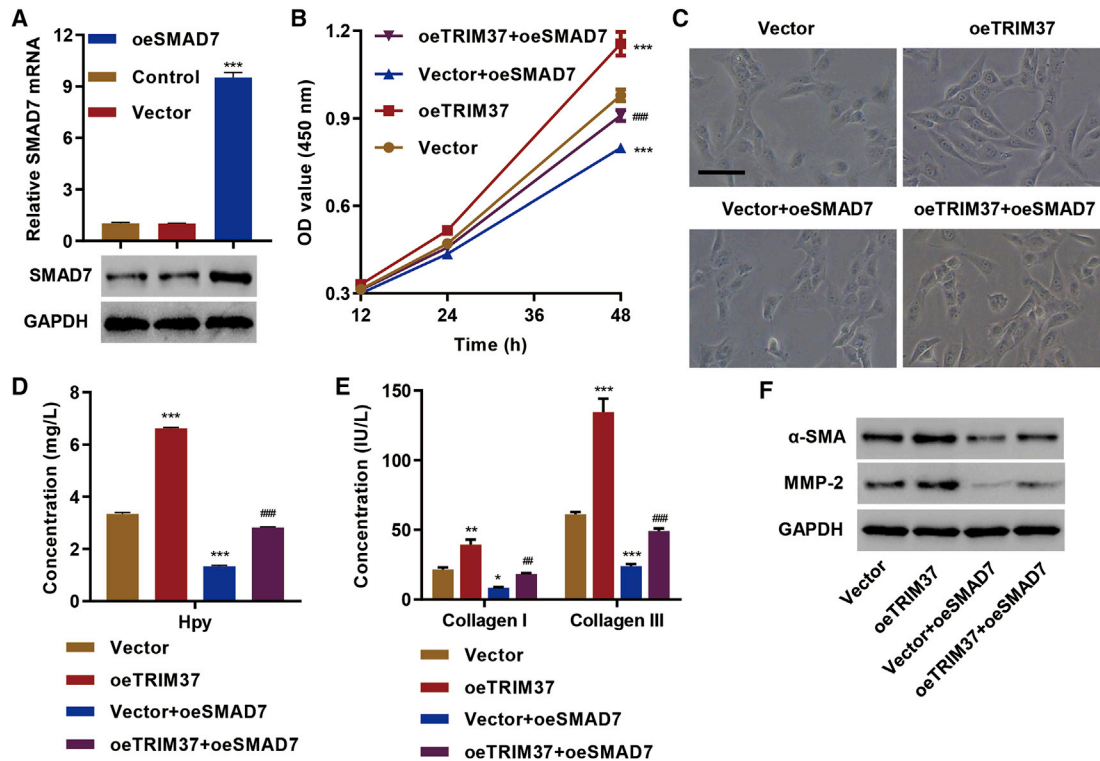 A
oeSMAD7
Control
Vector
Relative SMAD7 mRNA
15
12
9
6
3
0
***
SMAD7
GAPDH
B
oeTRIM37+oeSMAD7
Vector+oeSMAD7
oeTRIM37
Vector
OD value (450 nm)
1.2
0.9
0.6
0.3
12 24 36 48
Time (h)
***
###
***
C
Vector
oeTRIM37
Vector+oeSMAD7
oeTRIM37+oeSMAD7
D
Concentration (mg/L)
9
6
4
2
0
***
***
###
Hpy
Vector
oeTRIM37
Vector+oeSMAD7
oeTRIM37+oeSMAD7
E
Concentration (IU/L)
150
100
50
0
**
*
##
***
***
###
Collagen I
Collagen III
Vector
oeTRIM37
Vector+oeSMAD7
oeTRIM37+oeSMAD7
F
α-SMA
MMP-2
GAPDH
Vector
oeTRIM37
Vector+oeSMAD7
oeTRIM37+oeSMAD7